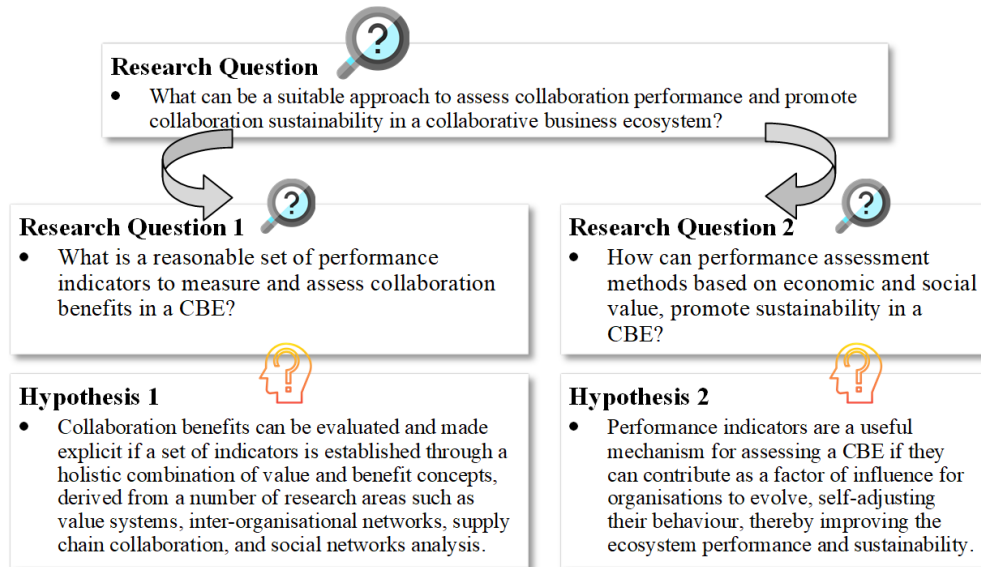 Research Question
• What can be a suitable approach to assess collaboration performance and promote
collaboration sustainability in a collaborative business ecosystem?
Research Question 1
• What is a reasonable set of performance
indicators to measure and assess collaboration
benefits in a CBE?
Research Question 2
• How can performance assessment
methods based on economic and social
value, promote sustainability in a
CBE?
Hypothesis 1
• Collaboration benefits can be evaluated and made
explicit if a set of indicators is established through a
holistic combination of value and benefit concepts,
derived from a number of research areas such as
value systems, inter-organisational networks, supply
chain collaboration, and social networks analysis.
Hypothesis 2
• Performance indicators are a useful
mechanism for assessing a CBE if they
can contribute as a factor of influence for
organisations to evolve, self-adjusting
their behaviour, thereby improving the
ecosystem performance and sustainability.